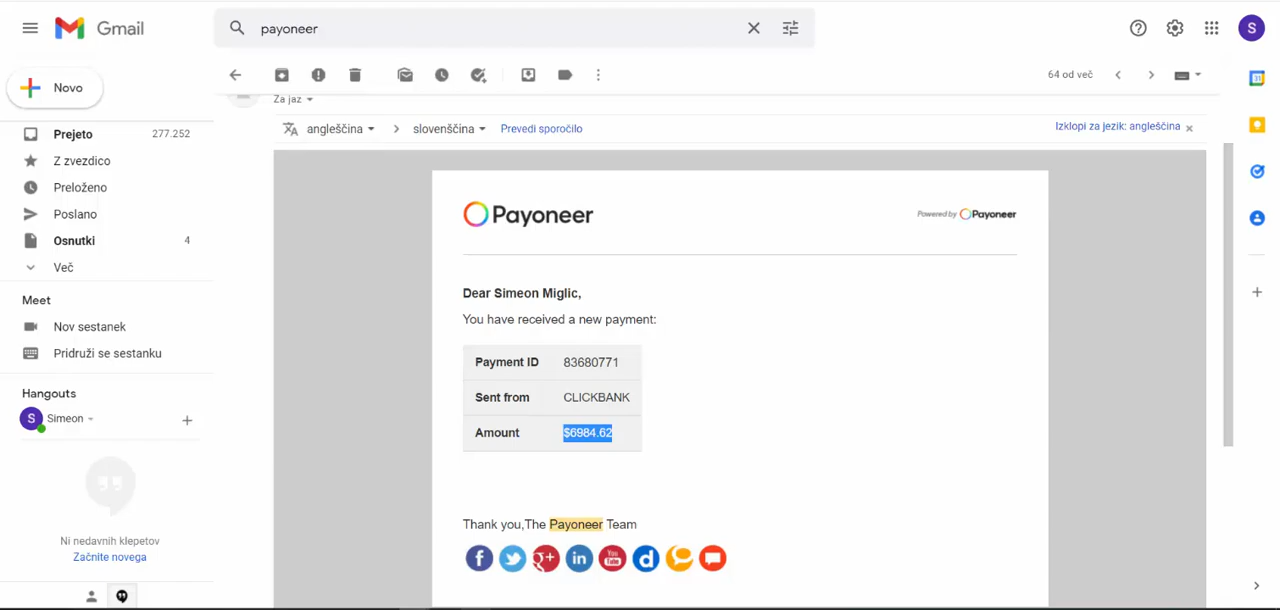 Gmail
payoneer
S
Novo
64 od več
Za jaz
angleščina > slovenščina Prevedi sporočilo
Izklopi za jezik: angleščina ×
Prejeto 277.252
Z zvezdico
Preloženo
Poslano
Osnutki 4
Več
Meet
Nov sestanek
Pridruži se sestanku
Hangouts
S Simeon
Ni nedavnih klepetov
Začnite novega
Payoneer
Powered by Payoneer
Dear Simeon Miglic,
You have received a new payment:
Payment ID 83680771
Sent from CLICKBANK
Amount $6984.62
Thank you,The Payoneer Team